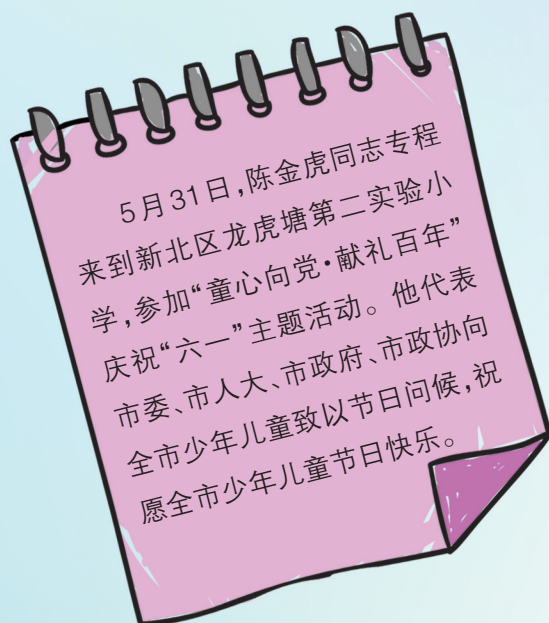 5月31日,陈金虎同志专程
来到新北区龙虎塘第二实验小
学,参加“童心向党·献礼百年”
庆祝“六一”主题活动。他代表
市委、市人大、市政府、市政协向
全市少年儿童致以节日问候,祝
愿全市少年儿童节日快乐。